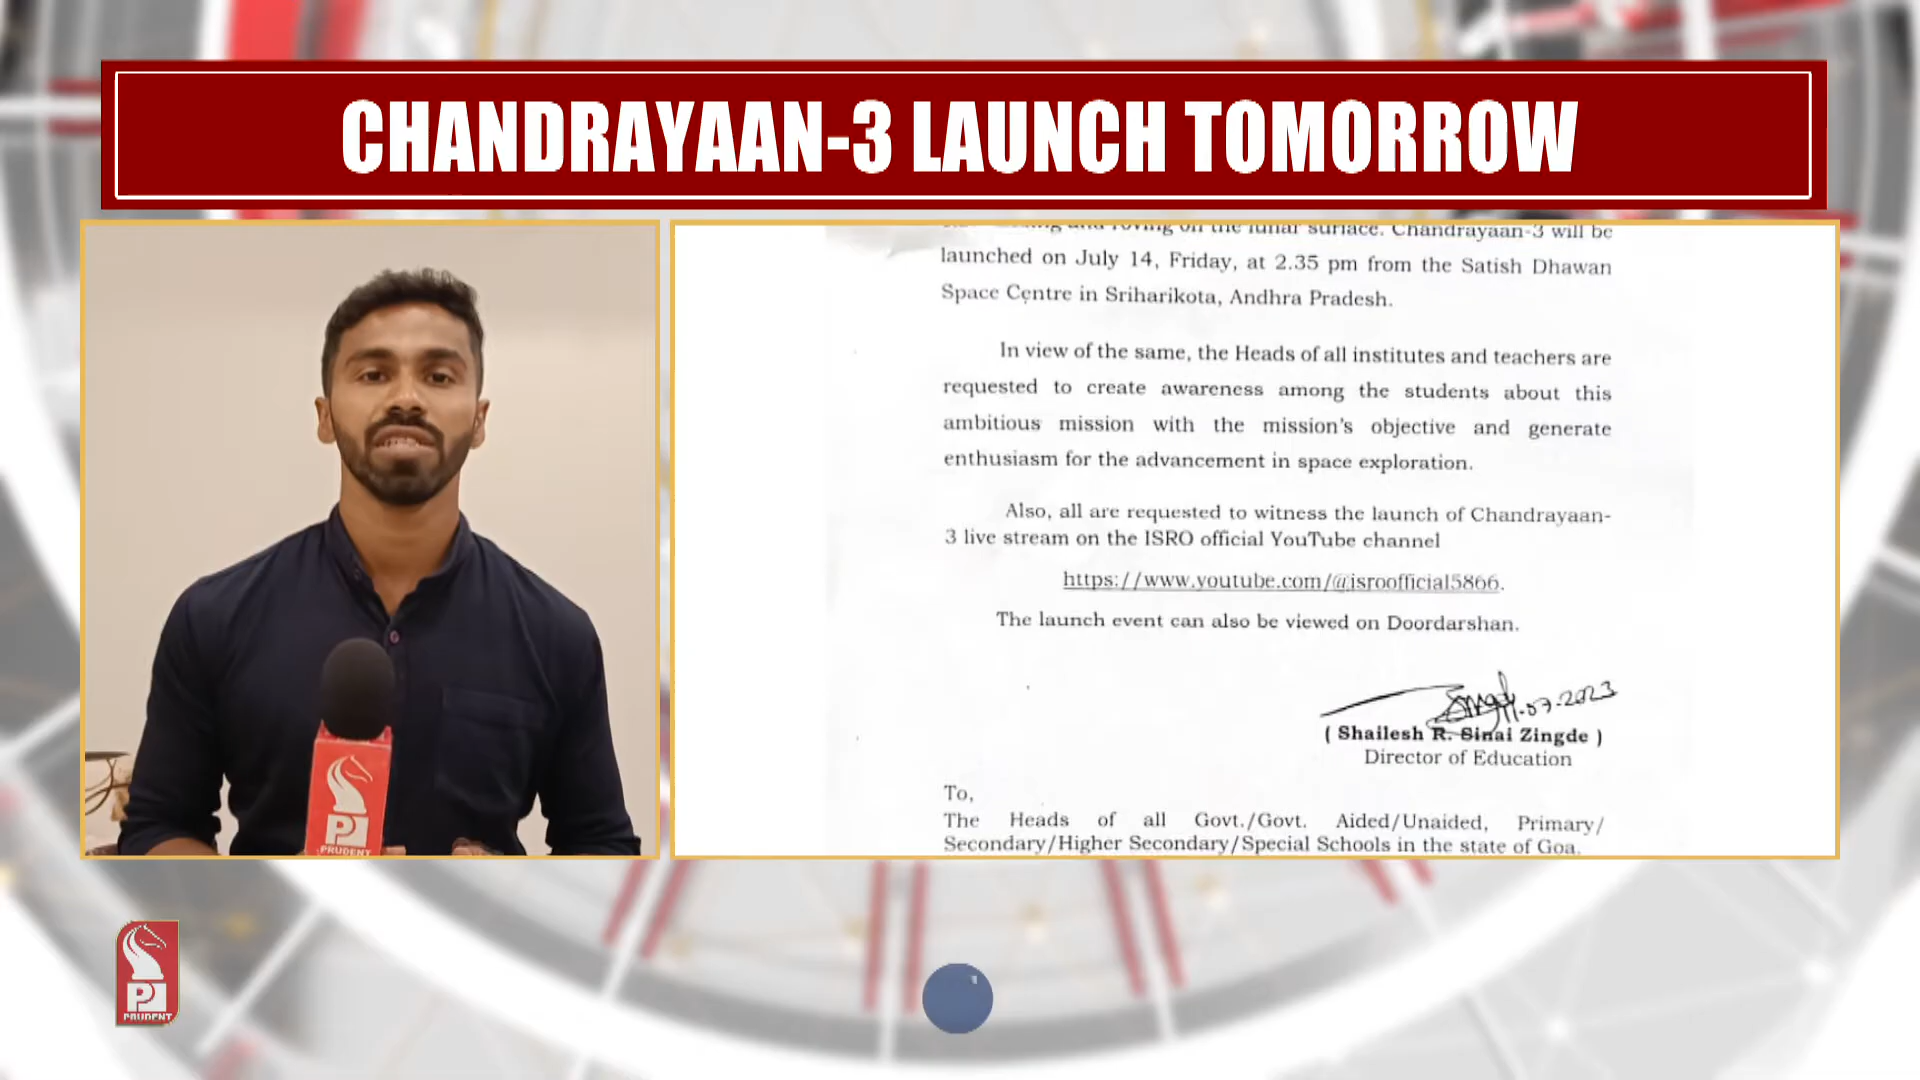 CHANDRAYAAN-3 LAUNCH TOMORROW
and roving on the lunar surface. Chandrayaan-3 will be
launched on July 14, Friday, at 2.35 pm from the Satish Dhawan
Space Centre in Sriharikota, Andhra Pradesh.
In view of the same, the Heads of all institutes and teachers are
requested to create awareness among the students about this
ambitious mission with the mission's objective and generate
enthusiasm for the advancement in space exploration.
Also, all are requested to witness the launch of Chandrayaan-
3 live stream on the ISRO official YouTube channel
https://www.youtube.com/@isroofficial5866.
The launch event can also be viewed on Doordarshan.
11-07-2023
( Shailesh R. Sinai Zingde )
Director of Education
To,
The Heads of all Govt./Govt. Aided/Unaided, Primary/
Secondary/Higher Secondary/Special Schools in the state of Goa.
P
PRUDENT
P
PRUDENT